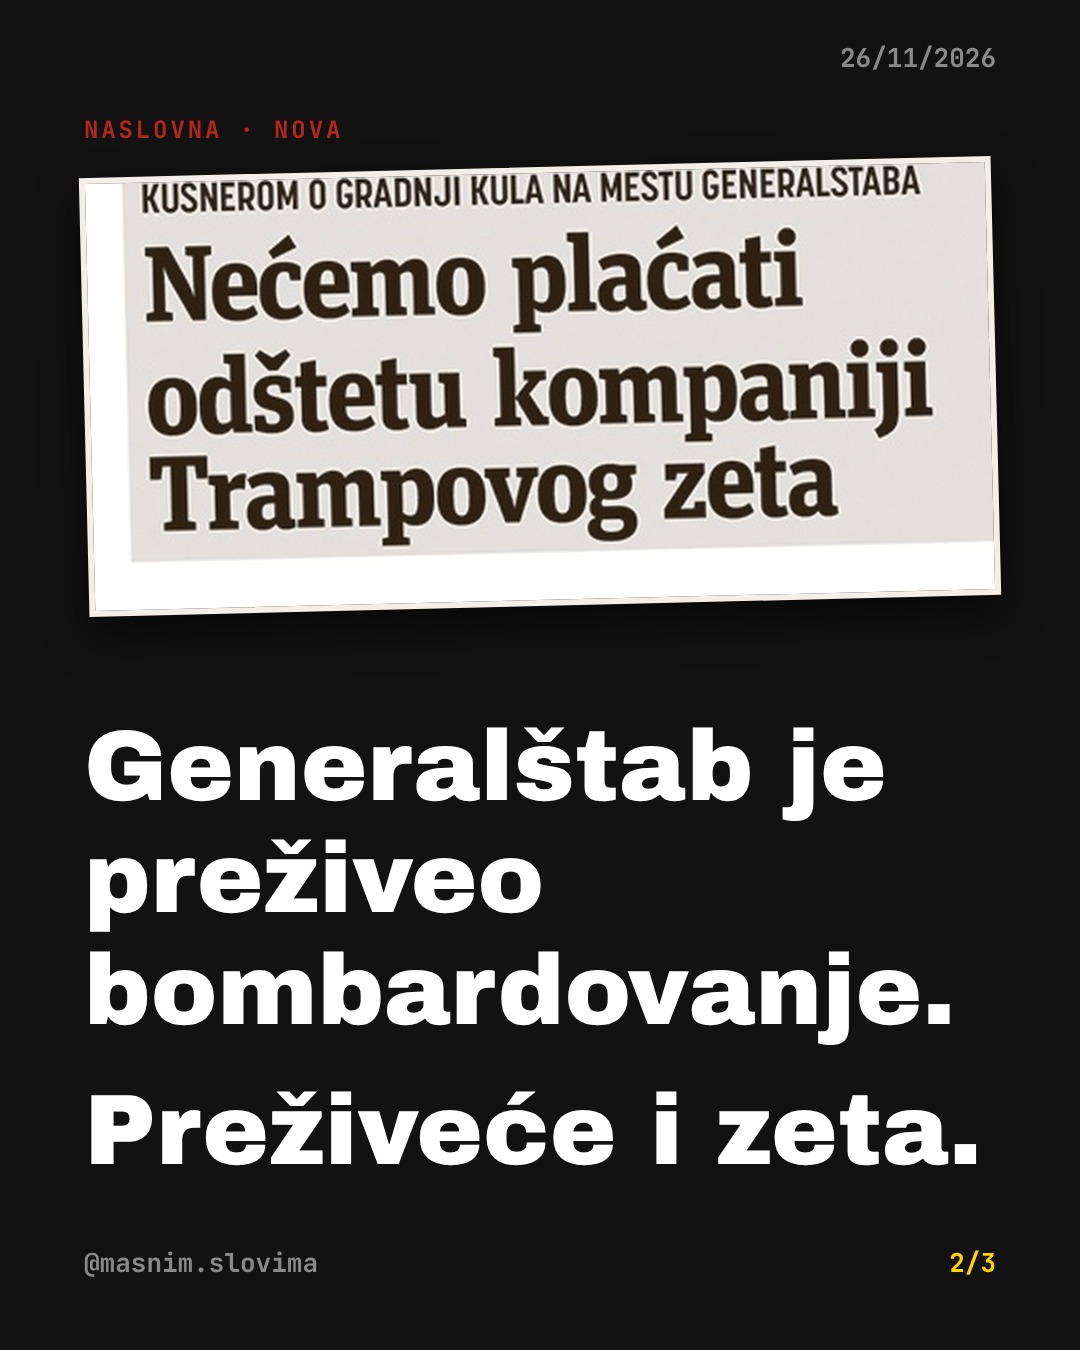 26/11/2026
NASLOVNA · NOVA
KUSNEROM O GRADNJI KULA NA MESTU GENERALSTABA
Nećemo plaćati
odštetu kompaniji
Trampovog zeta
Generalštab je
preživeo
bombardovanje.
Preživeće i zeta.
@masnim.slovima
2/3